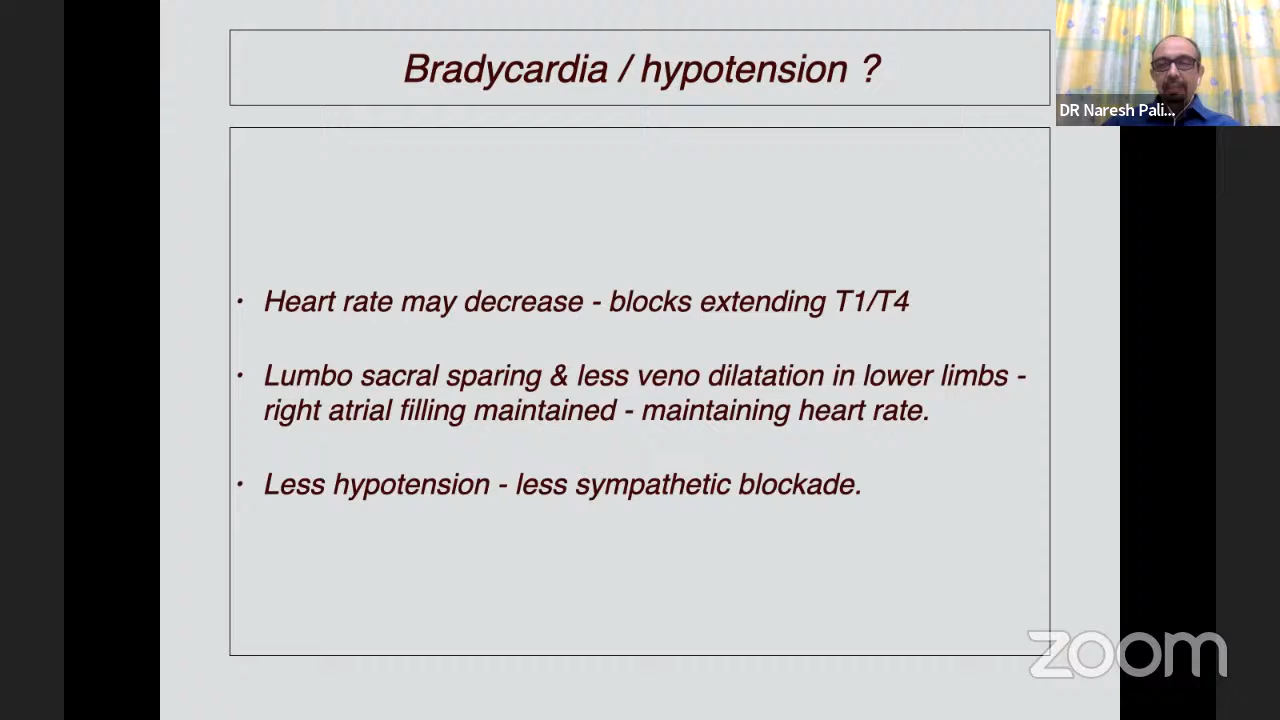 Bradycardia / hypotension ?
DR Naresh Pali...
• Heart rate may decrease - blocks extending T1/T4
• Lumbo sacral sparing & less veno dilatation in lower limbs -
right atrial filling maintained - maintaining heart rate.
• Less hypotension - less sympathetic blockade.
zoom